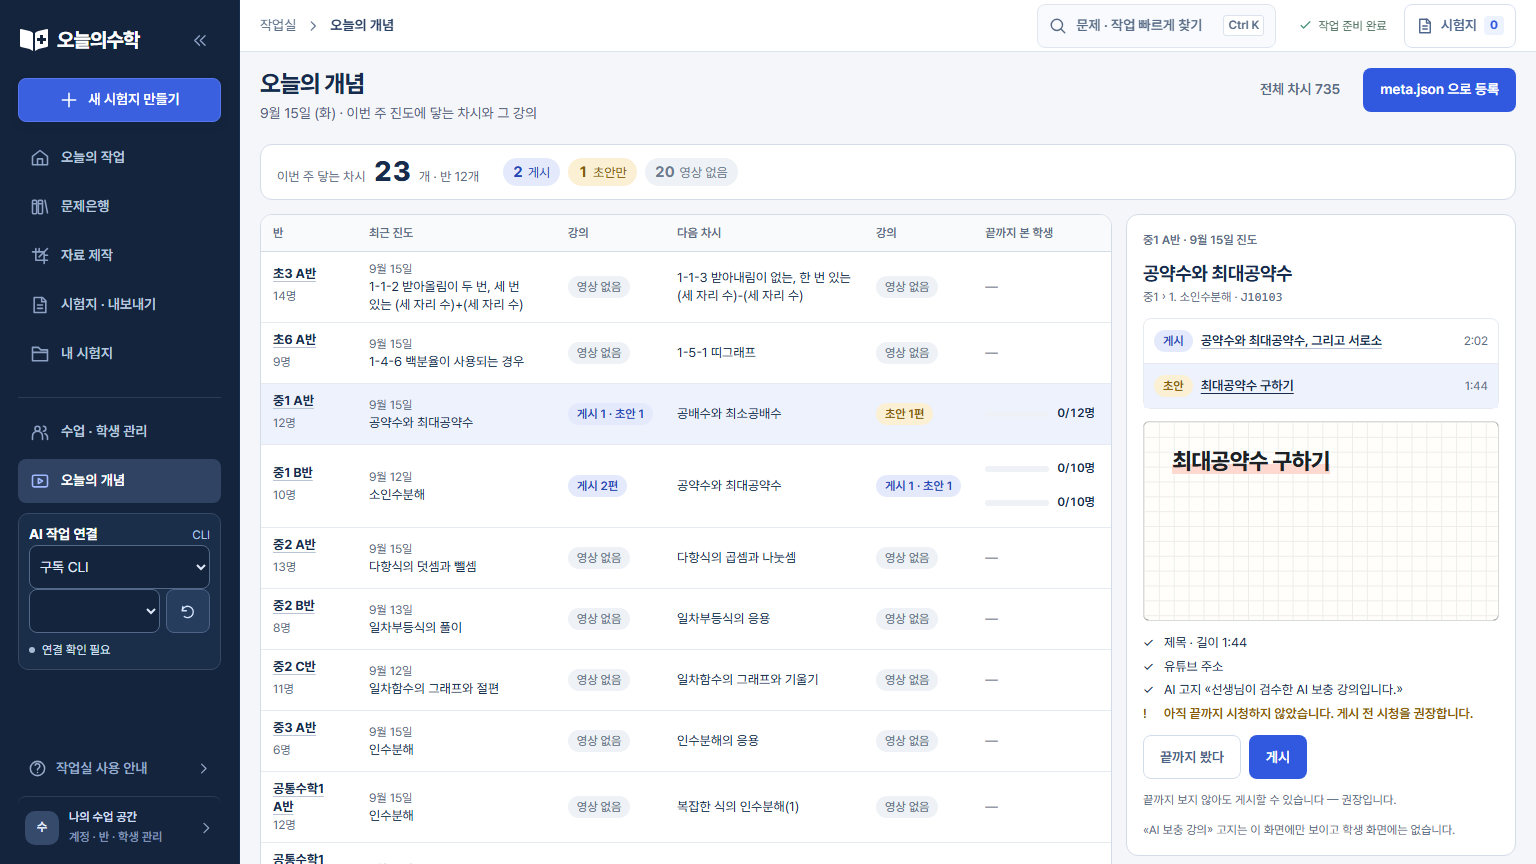 오늘의수학
새 시험지 만들기
오늘의 작업
문제은행
자료 제작
시험지 · 내보내기
내 시험지
수업 · 학생 관리
오늘의 개념
AI 작업 연결 CLI
구독 CLI
연결 확인 필요
작업실 사용 안내
수
나의 수업 공간
계정 · 반 · 학생 관리
작업실 > 오늘의 개념
문제 · 작업 빠르게 찾기 Ctrl K
작업 준비 완료
시험지 0
오늘의 개념
9월 15일 (화) · 이번 주 진도에 닿는 차시와 그 강의
전체 차시 735
meta.json 으로 등록
이번 주 닿는 차시 23 개 · 반 12개
2 게시
1 초안만
20 영상 없음
반 최근 진도 강의 다음 차시 강의 끝까지 본 학생
초3 A반
14명
9월 15일
1-1-2 받아올림이 두 번, 세 번
있는 (세 자리 수)+(세 자리 수)
영상 없음
1-1-3 받아내림이 없는, 한 번 있는
(세 자리 수)-(세 자리 수)
영상 없음
—
초6 A반
9명
9월 15일
1-4-6 백분율이 사용되는 경우
영상 없음
1-5-1 띠그래프
영상 없음
—
중1 A반
12명
9월 15일
공약수와 최대공약수
게시 1 · 초안 1
공배수와 최소공배수
초안 1편
0/12명
중1 B반
10명
9월 12일
소인수분해
게시 2편
공약수와 최대공약수
게시 1 · 초안 1
0/10명
0/10명
중2 A반
13명
9월 15일
다항식의 덧셈과 뺄셈
영상 없음
다항식의 곱셈과 나눗셈
영상 없음
—
중2 B반
8명
9월 13일
일차부등식의 풀이
영상 없음
일차부등식의 응용
영상 없음
—
중2 C반
11명
9월 12일
일차함수의 그래프와 절편
영상 없음
일차함수의 그래프와 기울기
영상 없음
—
중3 A반
6명
9월 15일
인수분해
영상 없음
인수분해의 응용
영상 없음
—
공통수학1
A반
12명
9월 15일
인수분해
영상 없음
복잡한 식의 인수분해(1)
영상 없음
—
공통수학1
중1 A반 · 9월 15일 진도
공약수와 최대공약수
중1 › 1. 소인수분해 · J10103
게시 공약수와 최대공약수, 그리고 서로소 2:02
초안 최대공약수 구하기 1:44
최대공약수 구하기
제목 · 길이 1:44
유튜브 주소
AI 고지 «선생님이 검수한 AI 보충 강의입니다.»
! 아직 끝까지 시청하지 않았습니다. 게시 전 시청을 권장합니다.
끝까지 봤다
게시
끝까지 보지 않아도 게시할 수 있습니다 — 권장입니다.
«AI 보충 강의» 고지는 이 화면에만 보이고 학생 화면에는 없습니다.